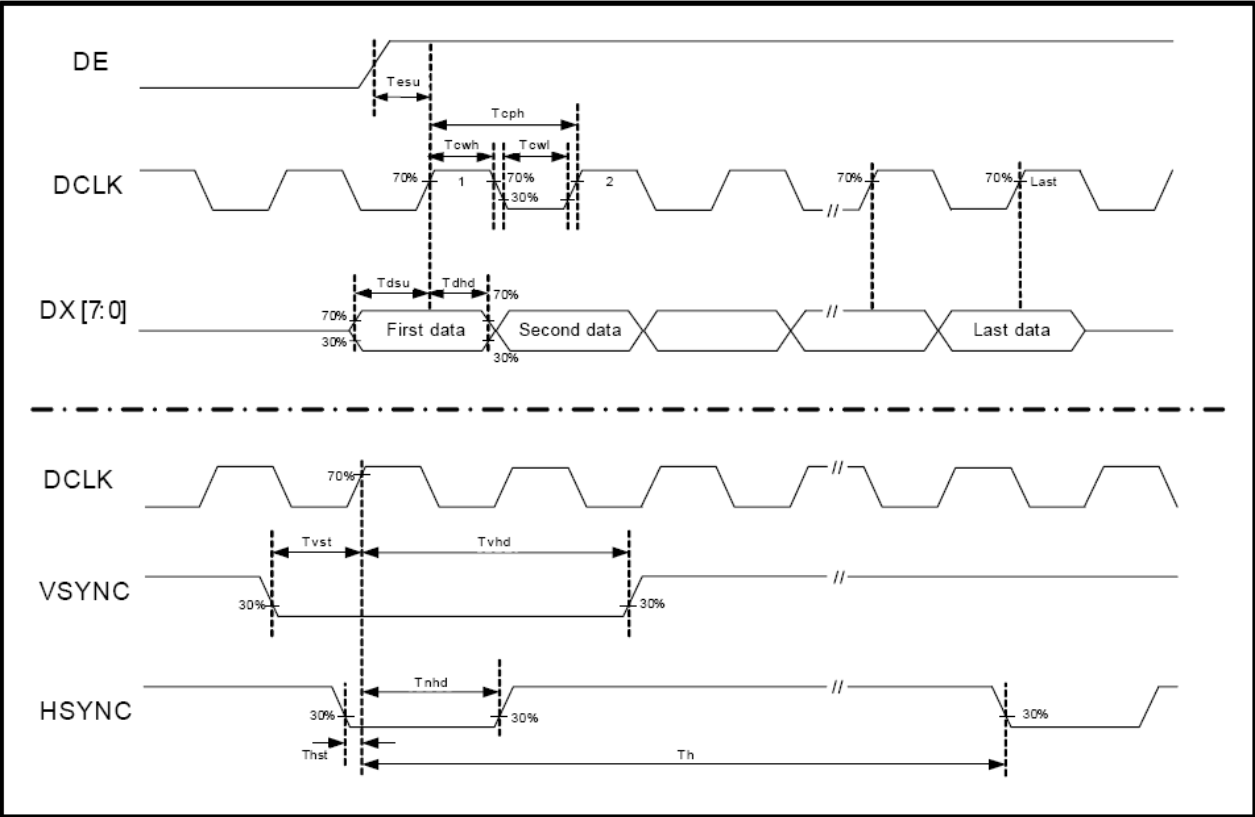 DE
Tesu
Tcph
Tcwh
Tcwl
DCLK
70%
1
70%
30%
2
//
70%
70%
Last
Tdsu
Tdhd
70%
DX[7:0]
70%
30%
First data
Second data
//
Last data
30%
DCLK
70%
//
Tvst
Tvhd
VSYNC
30%
30%
//
Tnhd
HSYNC
30%
30%
//
30%
Thst
Th